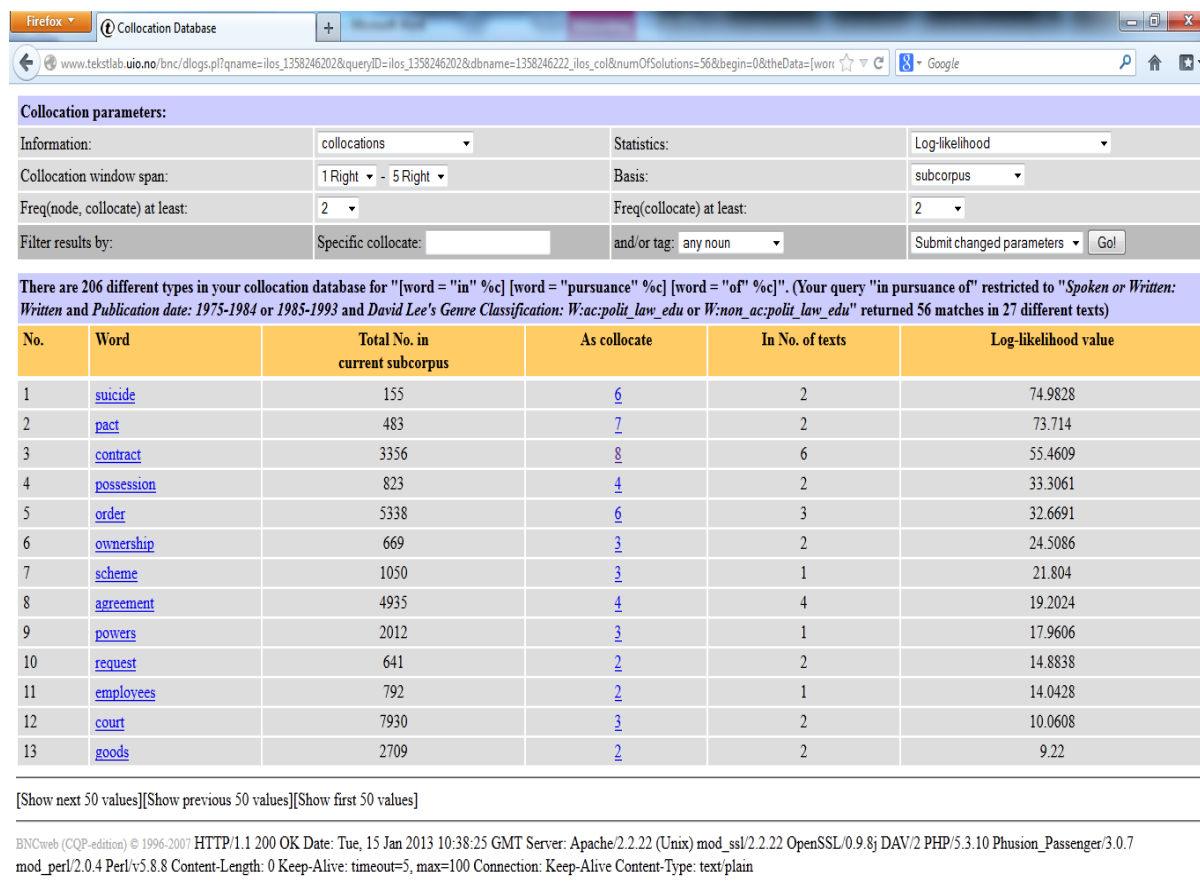 Firefox
Collocation Database
+
www.tekstlab.uio.no/bnc/dlogs.pl?qname=ilos_1358246202&queryID=ilos_1358246202&dbname=1358246222_ilos_col&numOfSolutions=56&begin=0&theData=[wor
Google
Collocation parameters:
Information: collocations Statistics: Log-likelihood
Collocation window span: 1 Right - 5 Right Basis: subcorpus
Freq(node, collocate) at least: 2 Freq(collocate) at least: 2
Filter results by: Specific collocate: and/or tag: any noun Submit changed parameters Go!
There are 206 different types in your collocation database for "[word = "in" %c] [word = "pursuance" %c] [word = "of" %c]". (Your query "in pursuance of" restricted to "Spoken or Written:
Written and Publication date: 1975-1984 or 1985-1993 and David Lee's Genre Classification: W:ac:polit_law_edu or W:non_ac:polit_law_edu" returned 56 matches in 27 different texts)
No. Word Total No. in current subcorpus As collocate In No. of texts Log-likelihood value
1 suicide 155 6 2 74.9828
2 pact 483 7 2 73.714
3 contract 3356 8 6 55.4609
4 possession 823 4 2 33.3061
5 order 5338 6 3 32.6691
6 ownership 669 3 2 24.5086
7 scheme 1050 3 1 21.804
8 agreement 4935 4 4 19.2024
9 powers 2012 3 1 17.9606
10 request 641 2 2 14.8838
11 employees 792 2 1 14.0428
12 court 7930 3 2 10.0608
13 goods 2709 2 2 9.22
[Show next 50 values][Show previous 50 values][Show first 50 values]
BNCweb (CQP-edition) © 1996-2007 HTTP/1.1 200 OK Date: Tue, 15 Jan 2013 10:38:25 GMT Server: Apache/2.2.22 (Unix) mod_ssl/2.2.22 OpenSSL/0.9.8j DAV/2 PHP/5.3.10 Phusion_Passenger/3.0.7
mod_perl/2.0.4 Perl/v5.8.8 Content-Length: 0 Keep-Alive: timeout=5, max=100 Connection: Keep-Alive Content-Type: text/plain